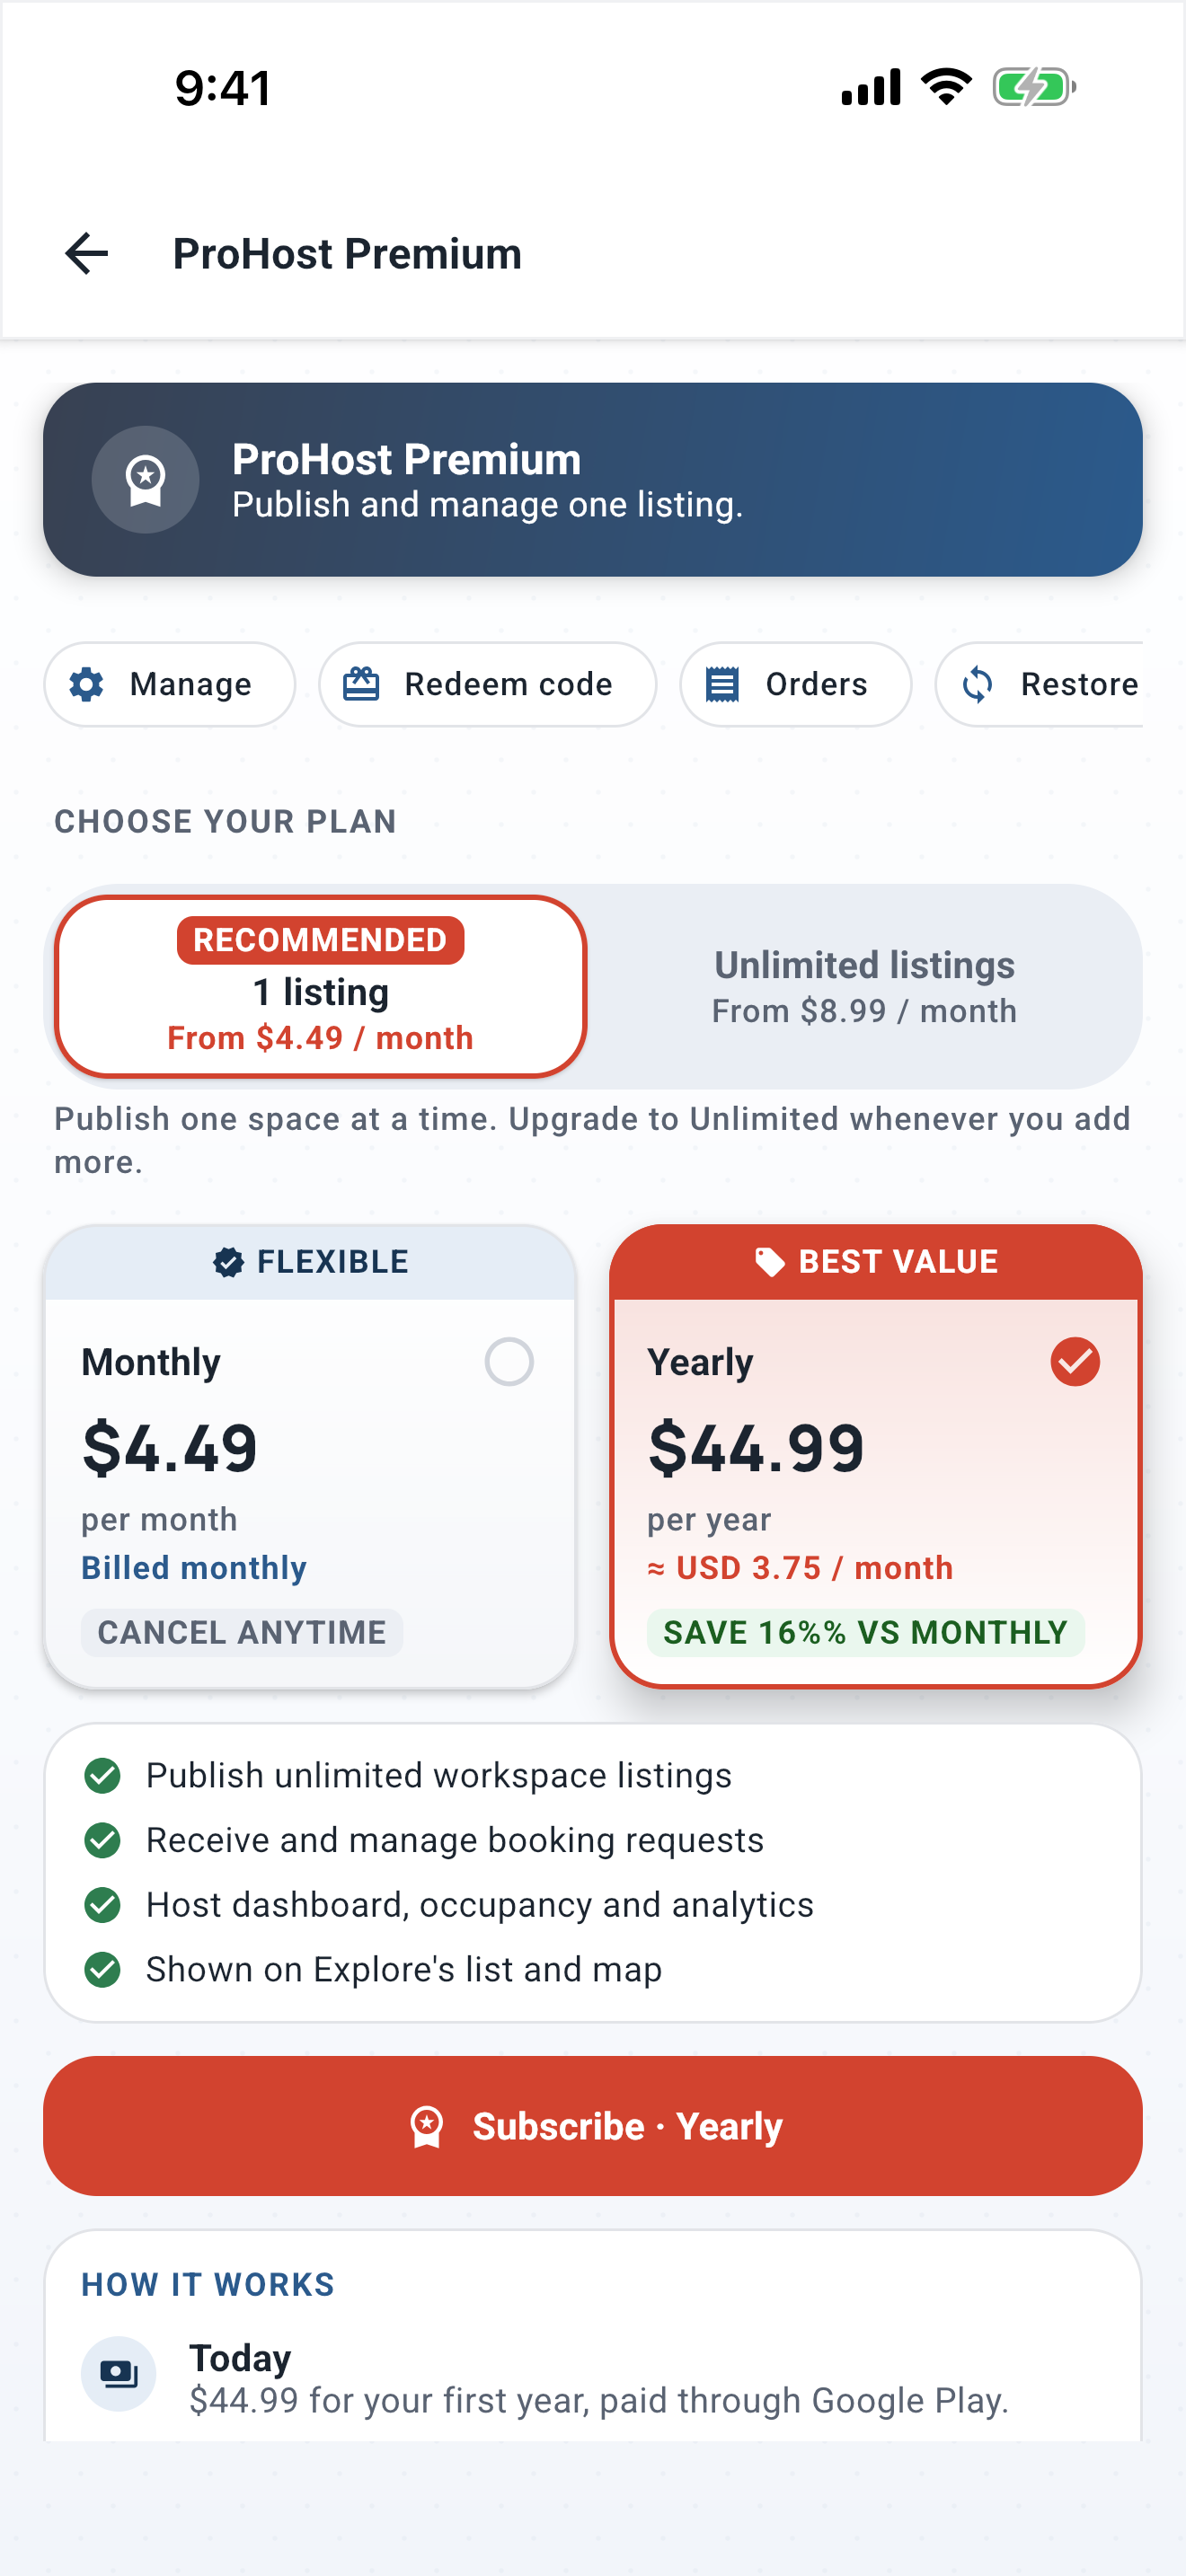 9:41
ProHost Premium
ProHost Premium
Publish and manage one listing.
Manage
Redeem code
Orders
Restore
CHOOSE YOUR PLAN
RECOMMENDED
1 listing
From $4.49 / month
Unlimited listings
From $8.99 / month
Publish one space at a time. Upgrade to Unlimited whenever you add
more.
FLEXIBLE
Monthly
$4.49
per month
Billed monthly
CANCEL ANYTIME
BEST VALUE
Yearly
$44.99
per year
≈ USD 3.75 / month
SAVE 16%% VS MONTHLY
Publish unlimited workspace listings
Receive and manage booking requests
Host dashboard, occupancy and analytics
Shown on Explore's list and map
Subscribe · Yearly
HOW IT WORKS
Today
$44.99 for your first year, paid through Google Play.